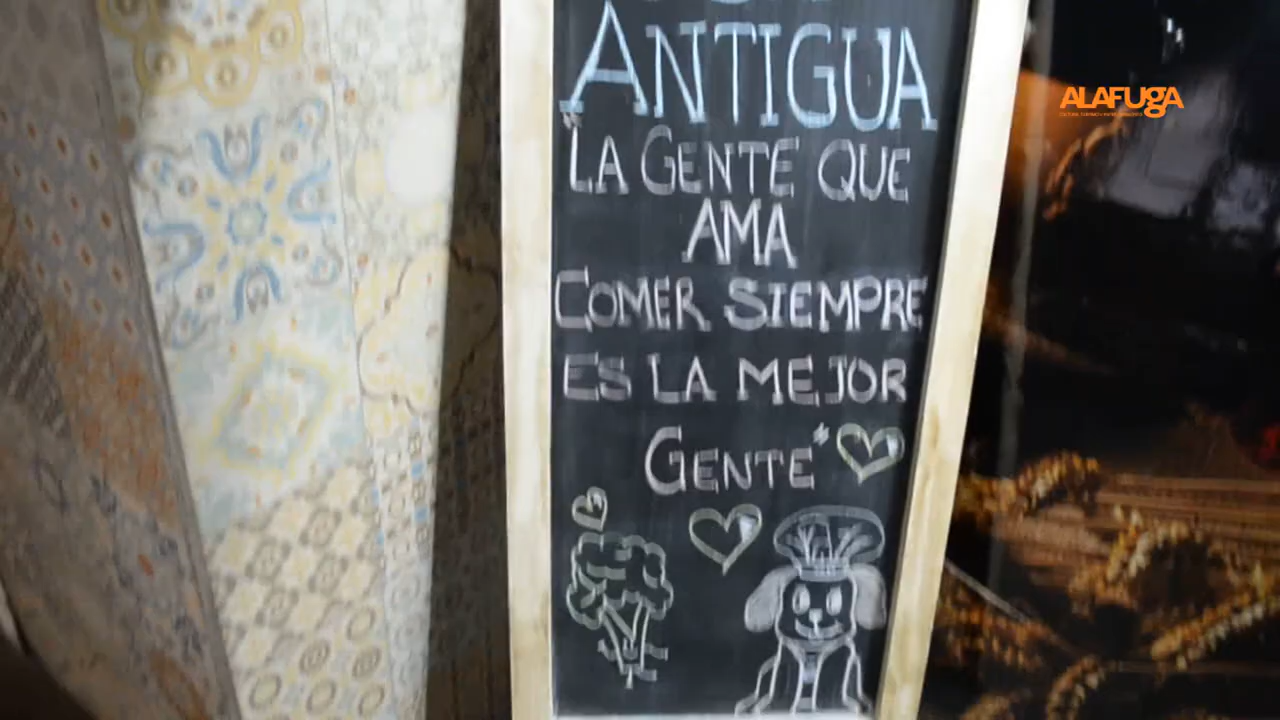 ANTIGUA
"LA GENTE QUE
AMA
COMER SIEMPRE
ES LA MEJOR
GENTE"
ALAFUGA